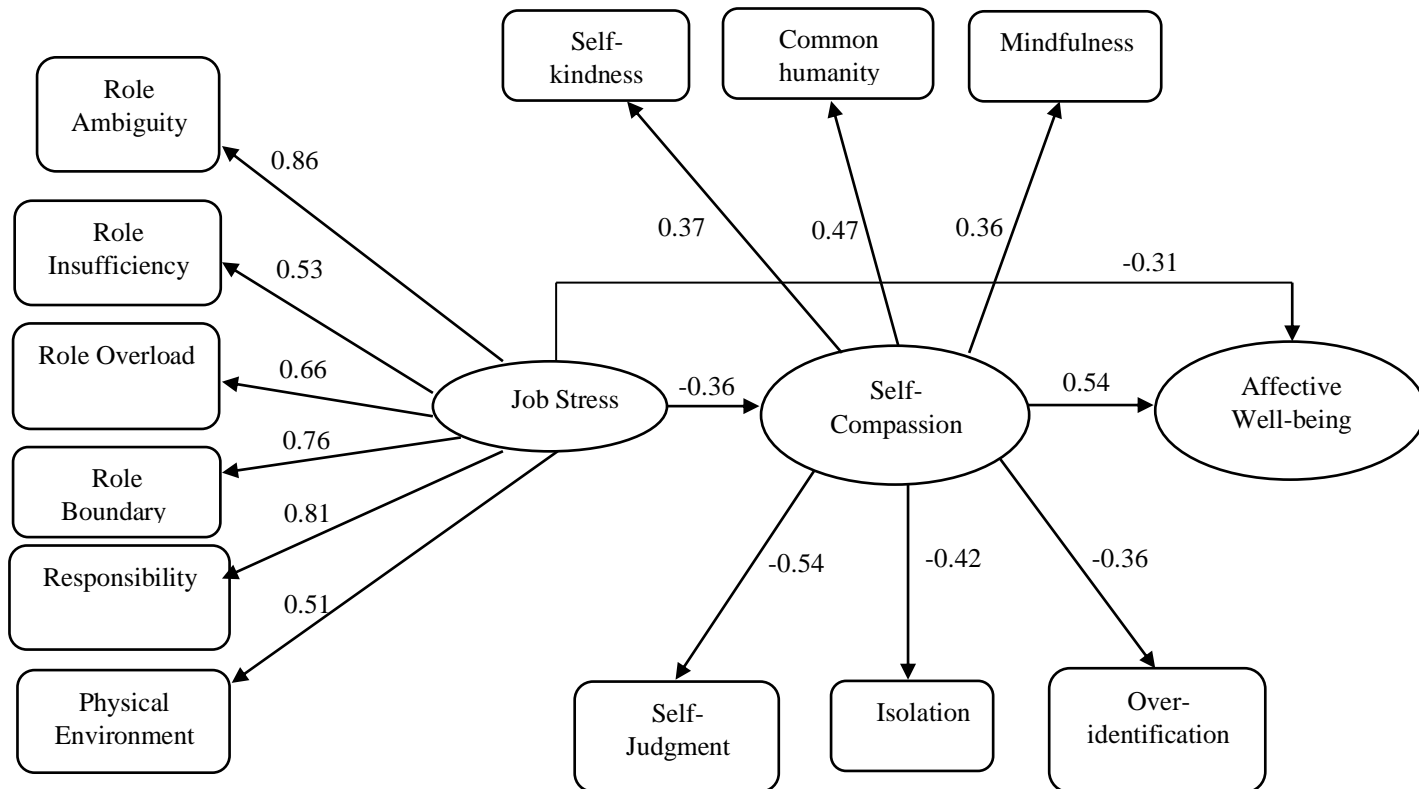 Self-
kindness
Common
humanity
Mindfulness
Role
Ambiguity
0.86
Role
Insufficiency
0.53
0.37
0.47
0.36
-0.31
Role Overload
0.66
Job Stress
-0.36
Self-
Compassion
0.54
Affective
Well-being
0.76
Role
Boundary
0.81
Responsibility
0.51
-0.54
-0.42
-0.36
Physical
Environment
Self-
Judgment
Isolation
Over-
identification